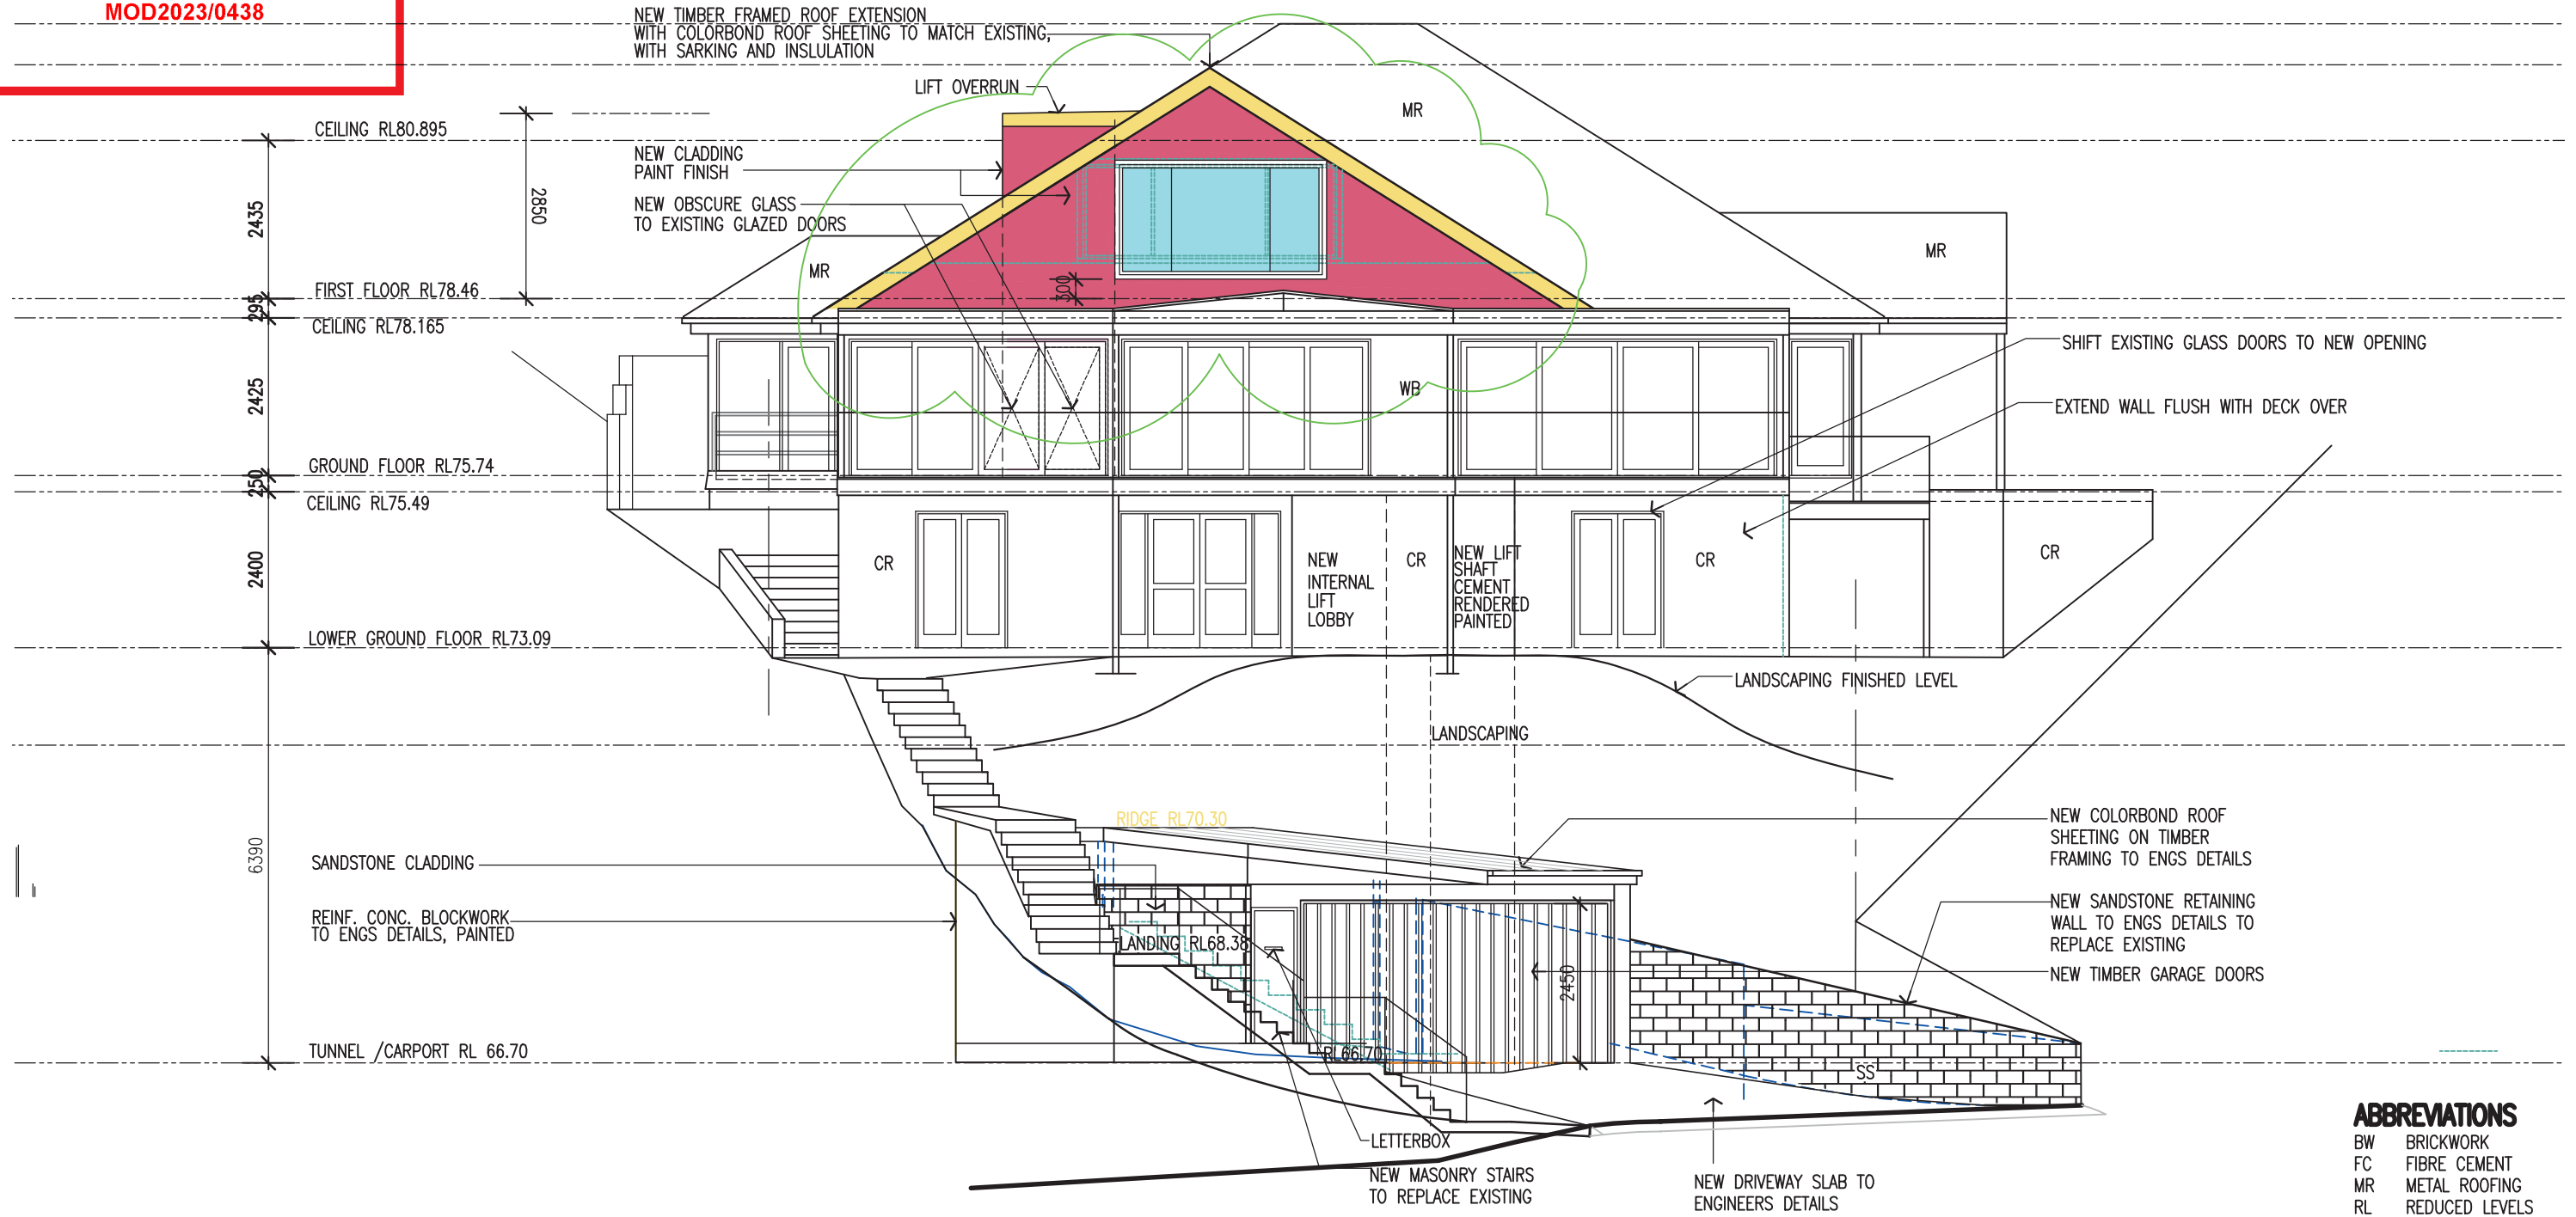 MOD2023/0438
NEW TIMBER FRAMED ROOF EXTENSION
WITH COLORBOND ROOF SHEETING TO MATCH EXISTING,
WITH SARKING AND INSLULATION
LIFT OVERRUN
MR
CEILING RL80.895
NEW CLADDING
PAINT FINISH
2850
2435
NEW OBSCURE GLASS
TO EXISTING GLAZED DOORS
MR
MR
300
FIRST FLOOR RL78.46
295
CEILING RL78.165
SHIFT EXISTING GLASS DOORS TO NEW OPENING
2425
WB
EXTEND WALL FLUSH WITH DECK OVER
GROUND FLOOR RL75.74
250
CEILING RL75.49
2400
CR
NEW
INTERNAL
LIFT
LOBBY
CR
NEW LIFT
SHAFT
CEMENT
RENDERED
PAINTED
CR
CR
LOWER GROUND FLOOR RL73.09
LANDSCAPING FINISHED LEVEL
LANDSCAPING
RIDGE RL70.30
NEW COLORBOND ROOF
SHEETING ON TIMBER
FRAMING TO ENGS DETAILS
6390
SANDSTONE CLADDING
REINF. CONC. BLOCKWORK
TO ENGS DETAILS, PAINTED
NEW SANDSTONE RETAINING
WALL TO ENGS DETAILS TO
REPLACE EXISTING
LANDING RL68.38
2450
NEW TIMBER GARAGE DOORS
TUNNEL /CARPORT RL 66.70
RL66.70
SS
LETTERBOX
NEW MASONRY STAIRS
TO REPLACE EXISTING
NEW DRIVEWAY SLAB TO
ENGINEERS DETAILS
ABBREVIATIONS
BW BRICKWORK
FC FIBRE CEMENT
MR METAL ROOFING
RL REDUCED LEVELS